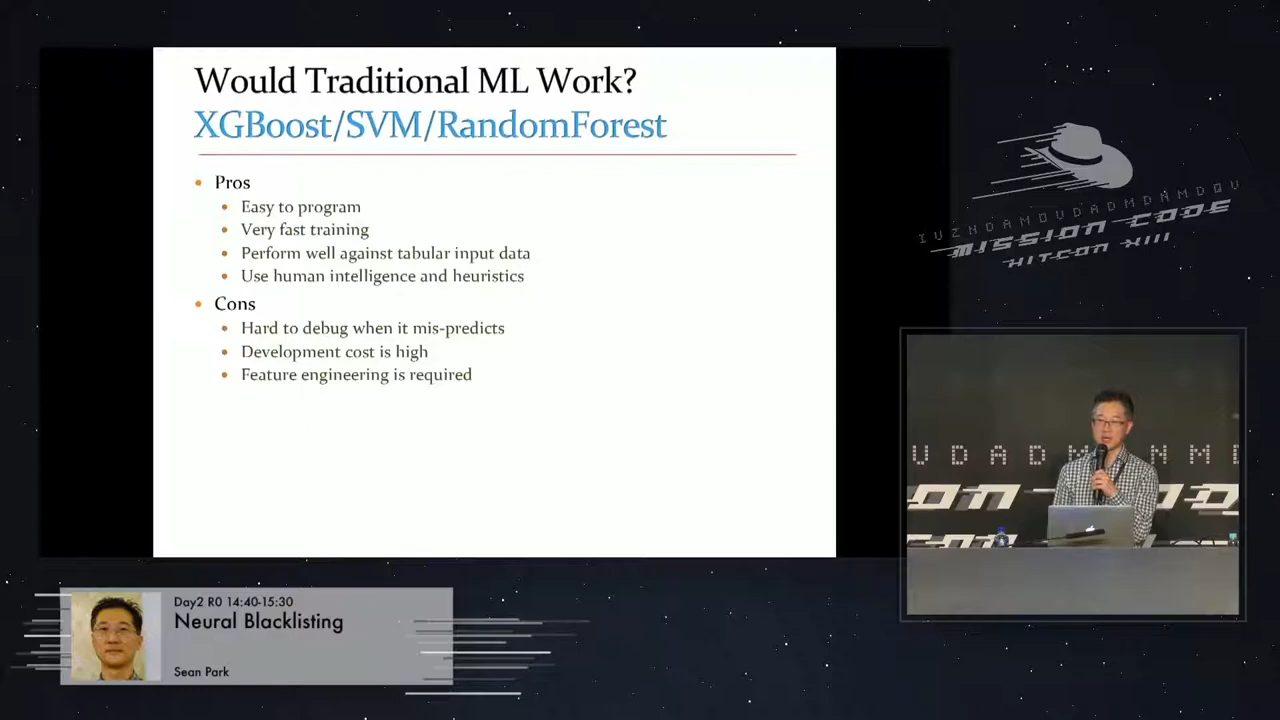 Would Traditional ML Work?
XGBoost/SVM/RandomForest
Pros
Easy to program
Very fast training
Perform well against tabular input data
Use human intelligence and heuristics
Cons
Hard to debug when it mis-predicts
Development cost is high
Feature engineering is required
MISSION CODE
HITCON XIII
Day2 R0 14:40-15:30
Neural Blacklisting
Sean Park